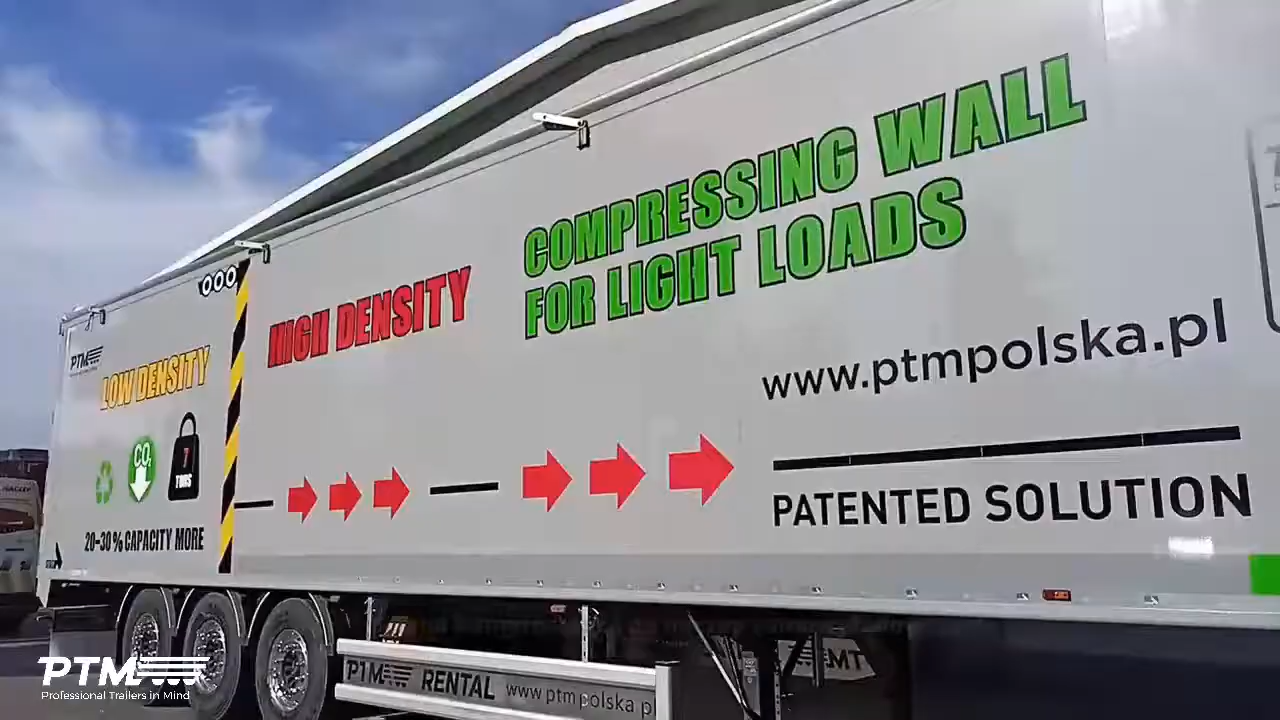 COMPRESSING WALL
FOR LIGHT LOADS
HIGH DENSITY
PTM
LOW DENSITY
CO2
7
TONS
20-30% CAPACITY MORE
www.ptmpolska.pl
PATENTED SOLUTION
PTM RENTAL www.ptmpolska.pl
PTM
Professional Trailers in Mind